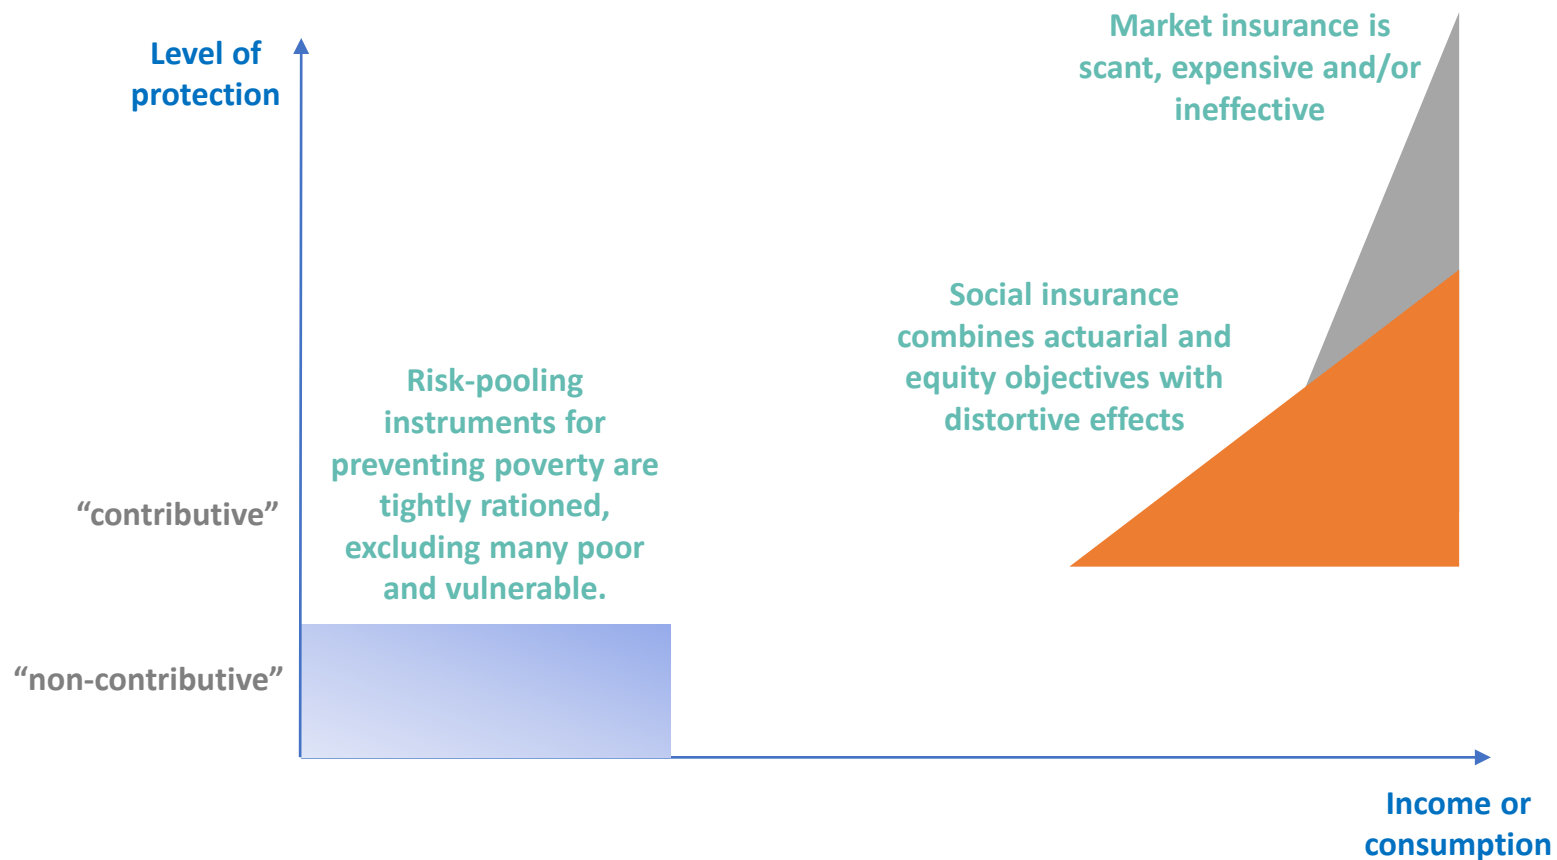 Level of
protection
Market insurance is
scant, expensive and/or
ineffective
Social insurance
combines actuarial and
equity objectives with
distortive effects
Risk-pooling
instruments for
preventing poverty are
tightly rationed,
excluding many poor
and vulnerable.
“contributive”
“non-contributive”
Income or
consumption